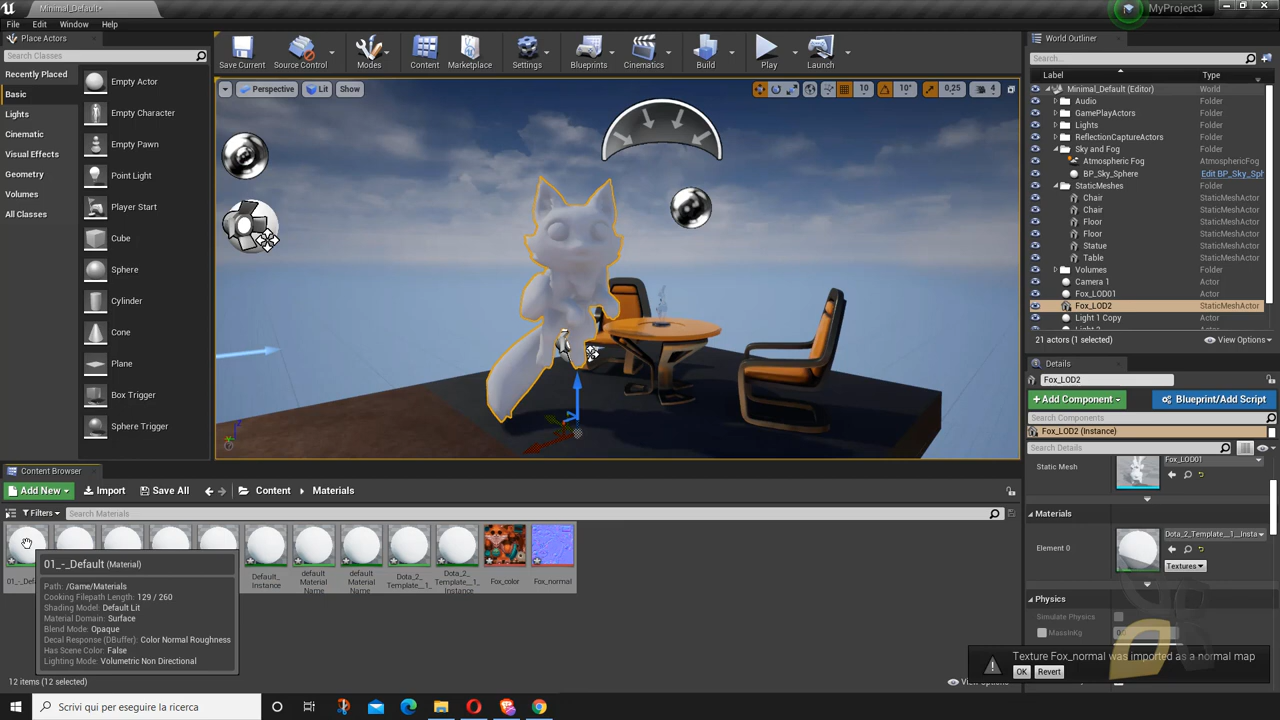 Minimal_Default*
MyProject3
File Edit Window Help
Place Actors
Search Classes
Recently Placed
Basic
Lights
Cinematic
Visual Effects
Geometry
Volumes
All Classes
Empty Actor
Empty Character
Empty Pawn
Point Light
Player Start
Cube
Sphere
Cylinder
Cone
Plane
Box Trigger
Sphere Trigger
Save Current Source Control Modes Content Marketplace Settings Blueprints Cinematics Build Play Launch
Perspective Lit Show
10 10° 0,25 4
World Outliner
Search...
Label Type
Minimal_Default (Editor) World
Audio Folder
GamePlayActors Folder
Lights Folder
ReflectionCaptureActors Folder
Sky and Fog Folder
Atmospheric Fog AtmosphericFog
BP_Sky_Sphere Edit BP_Sky_Sph
StaticMeshes Folder
Chair StaticMeshActor
Chair StaticMeshActor
Floor StaticMeshActor
Floor StaticMeshActor
Statue StaticMeshActor
Table StaticMeshActor
Volumes Folder
Camera 1 Actor
Fox_LOD01 Actor
Fox_LOD2 StaticMeshActor
Light 1 Copy Actor
21 actors (1 selected) View Options
Details
Fox_LOD2
+Add Component Blueprint/Add Script
Search Components
Fox_LOD2 (Instance)
Search Details
Static Mesh Fox_LOD01
Materials
Element 0 Dota_2_Template__1__Insta
Textures
Physics
Simulate Physics
MassInKg
Texture Fox_normal was imported as a normal map
OK Revert
Content Browser
Add New Import Save All Content Materials
Filters Search Materials
01_-_Def
Default_ Instance
default Material Name
default Material Name
Dota_2_ Template__1_
Dota_2_ Template__1_ Instance
Fox_color
Fox_normal
01_-_Default (Material)
Path: /Game/Materials
Cooking Filepath Length: 129 / 260
Shading Model: Default Lit
Material Domain: Surface
Blend Mode: Opaque
Decal Response (DBuffer): Color Normal Roughness
Has Scene Color: False
Lighting Mode: Volumetric Non Directional
12 items (12 selected)
Scrivi qui per eseguire la ricerca